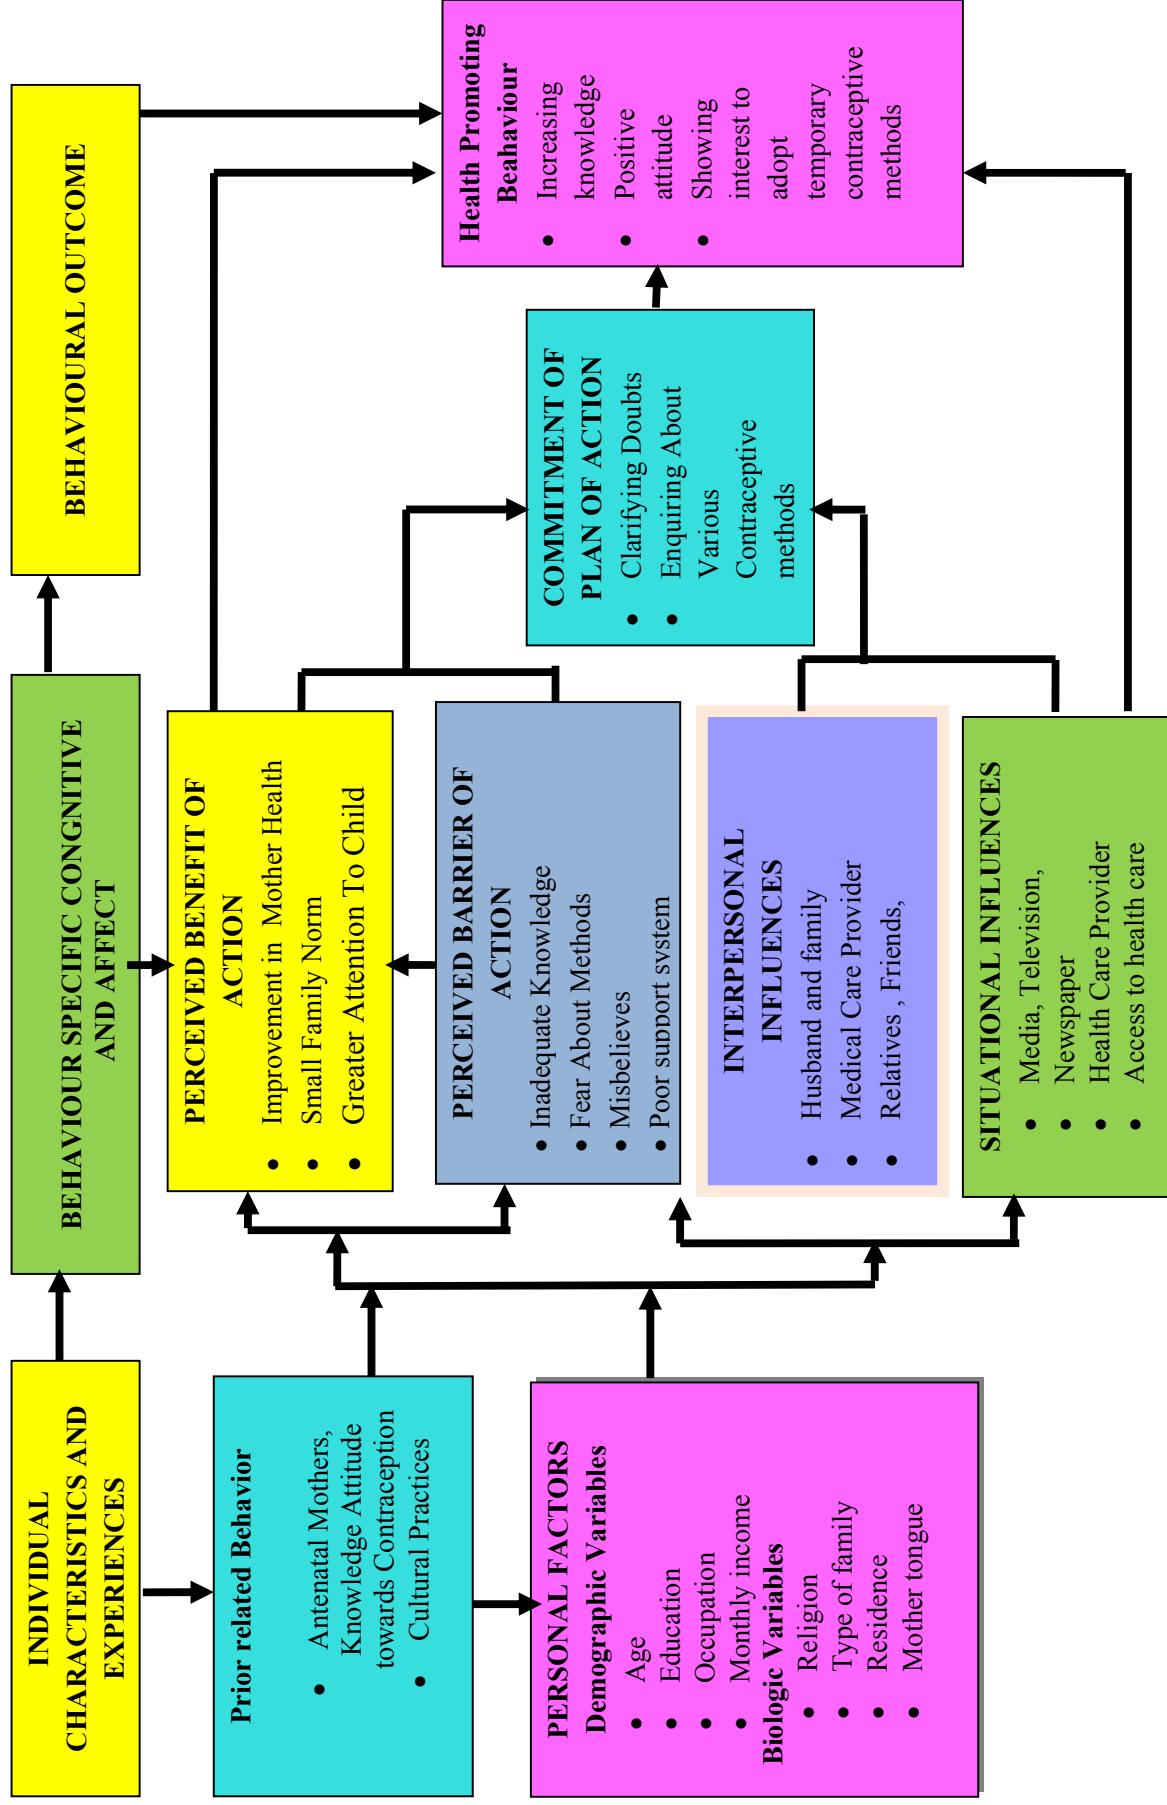 INDIVIDUAL
CHARACTERISTICS AND
EXPERIENCES
BEHAVIOUR SPECIFIC CONGNITIVE
AND AFFECT
BEHAVIOURAL OUTCOME
Prior related Behavior
• Antenatal Mothers,
Knowledge Attitude
towards Contraception
• Cultural Practices
PERSONAL FACTORS
Demographic Variables
• Age
• Education
• Occupation
• Monthly income
Biologic Variables
• Religion
• Type of family
• Residence
• Mother tongue
PERCEIVED BENEFIT OF
ACTION
• Improvement in Mother Health
• Small Family Norm
• Greater Attention To Child
PERCEIVED BARRIER OF
ACTION
• Inadequate Knowledge
• Fear About Methods
• Misbelieves
• Poor support system
INTERPERSONAL
INFLUENCES
• Husband and family
• Medical Care Provider
• Relatives , Friends,
SITUATIONAL INFLUENCES
• Media, Television,
• Newspaper
• Health Care Provider
• Access to health care
COMMITMENT OF
PLAN OF ACTION
• Clarifying Doubts
• Enquiring About
Various
Contraceptive
methods
Health Promoting
Beahaviour
• Increasing
knowledge
• Positive
attitude
• Showing
interest to
adopt
temporary
contraceptive
methods